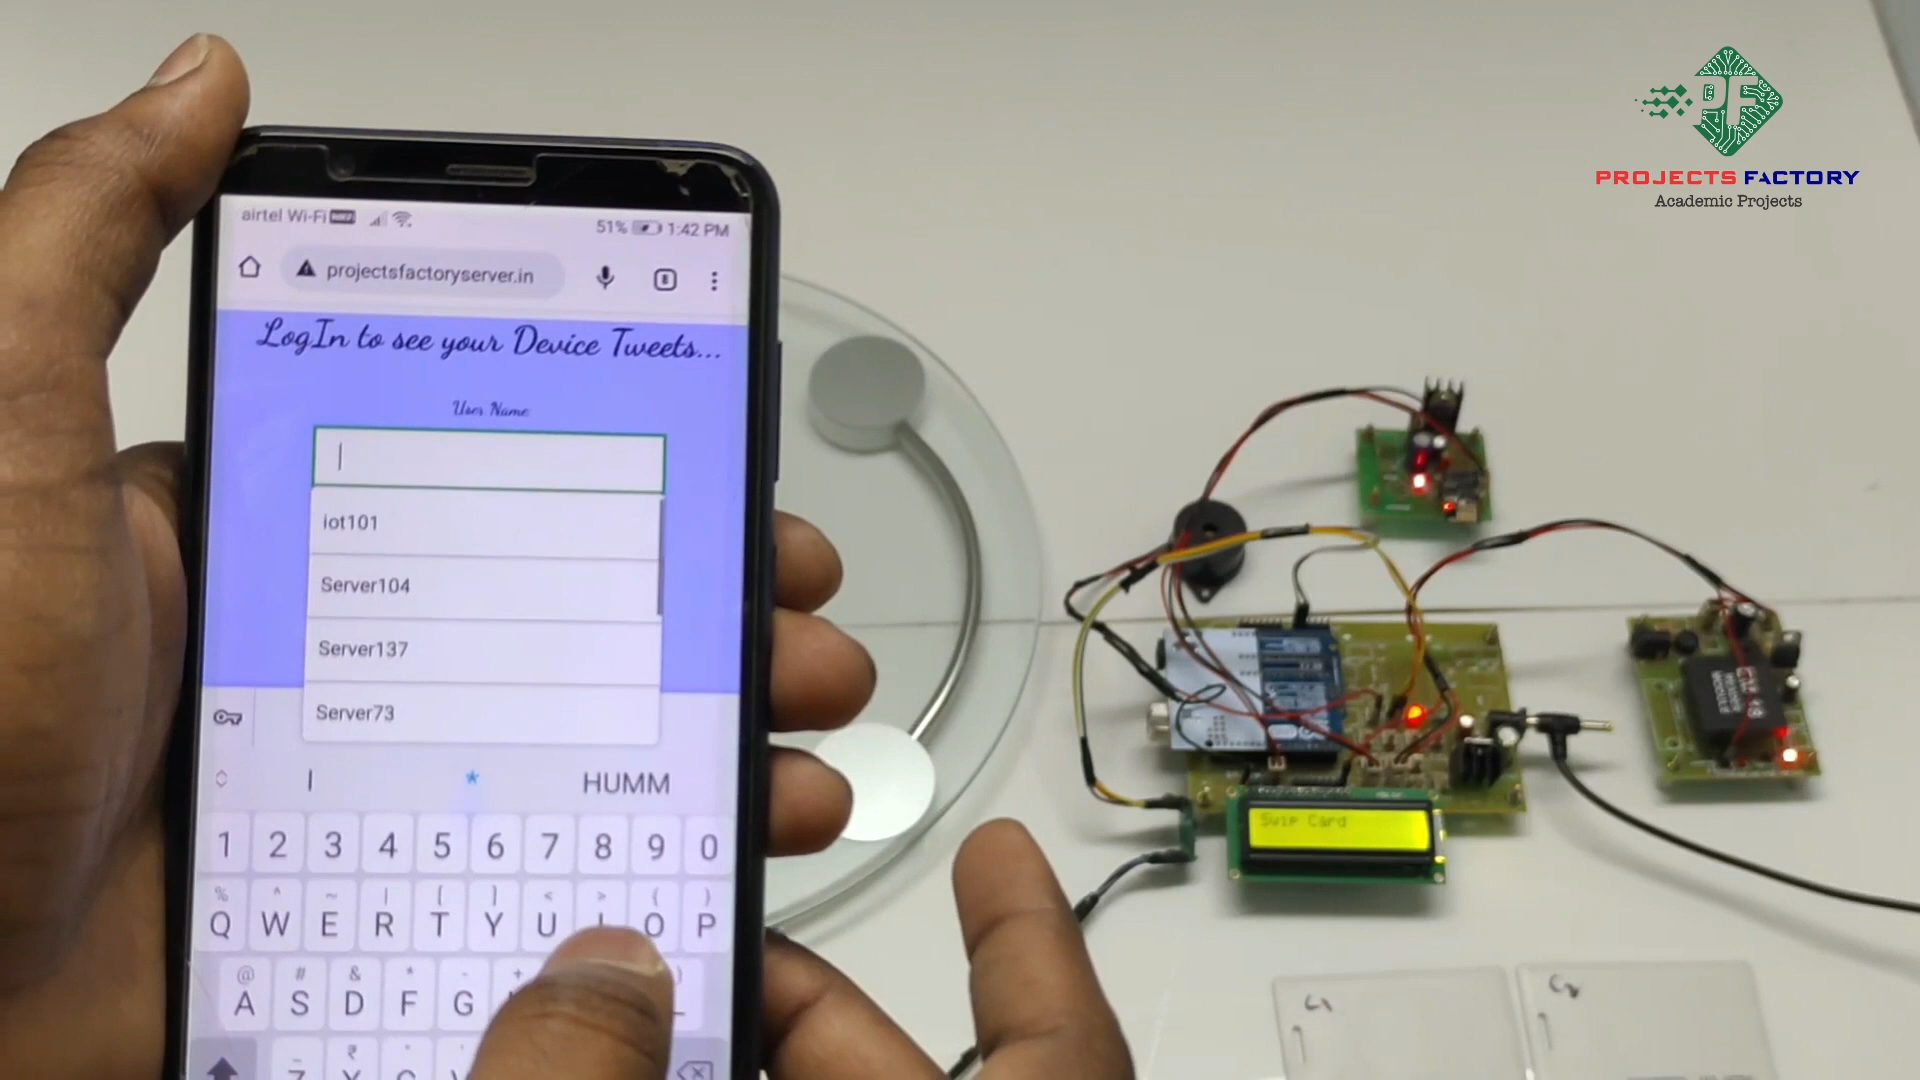 PROJECTS FACTORY
Academic Projects
airtel Wi-Fi
51% 1:42 PM
projectsfactoryserver.in
LogIn to see your Device Tweets...
User Name
iot101
Server104
Server137
Server73
I * HUMM
1 2 3 4 5 6 7 8 9 0
% ^ ~ | [ ] < > { }
Q W E R T Y U I O P
@ # & * - +
A S D F G
Swip Card
C1